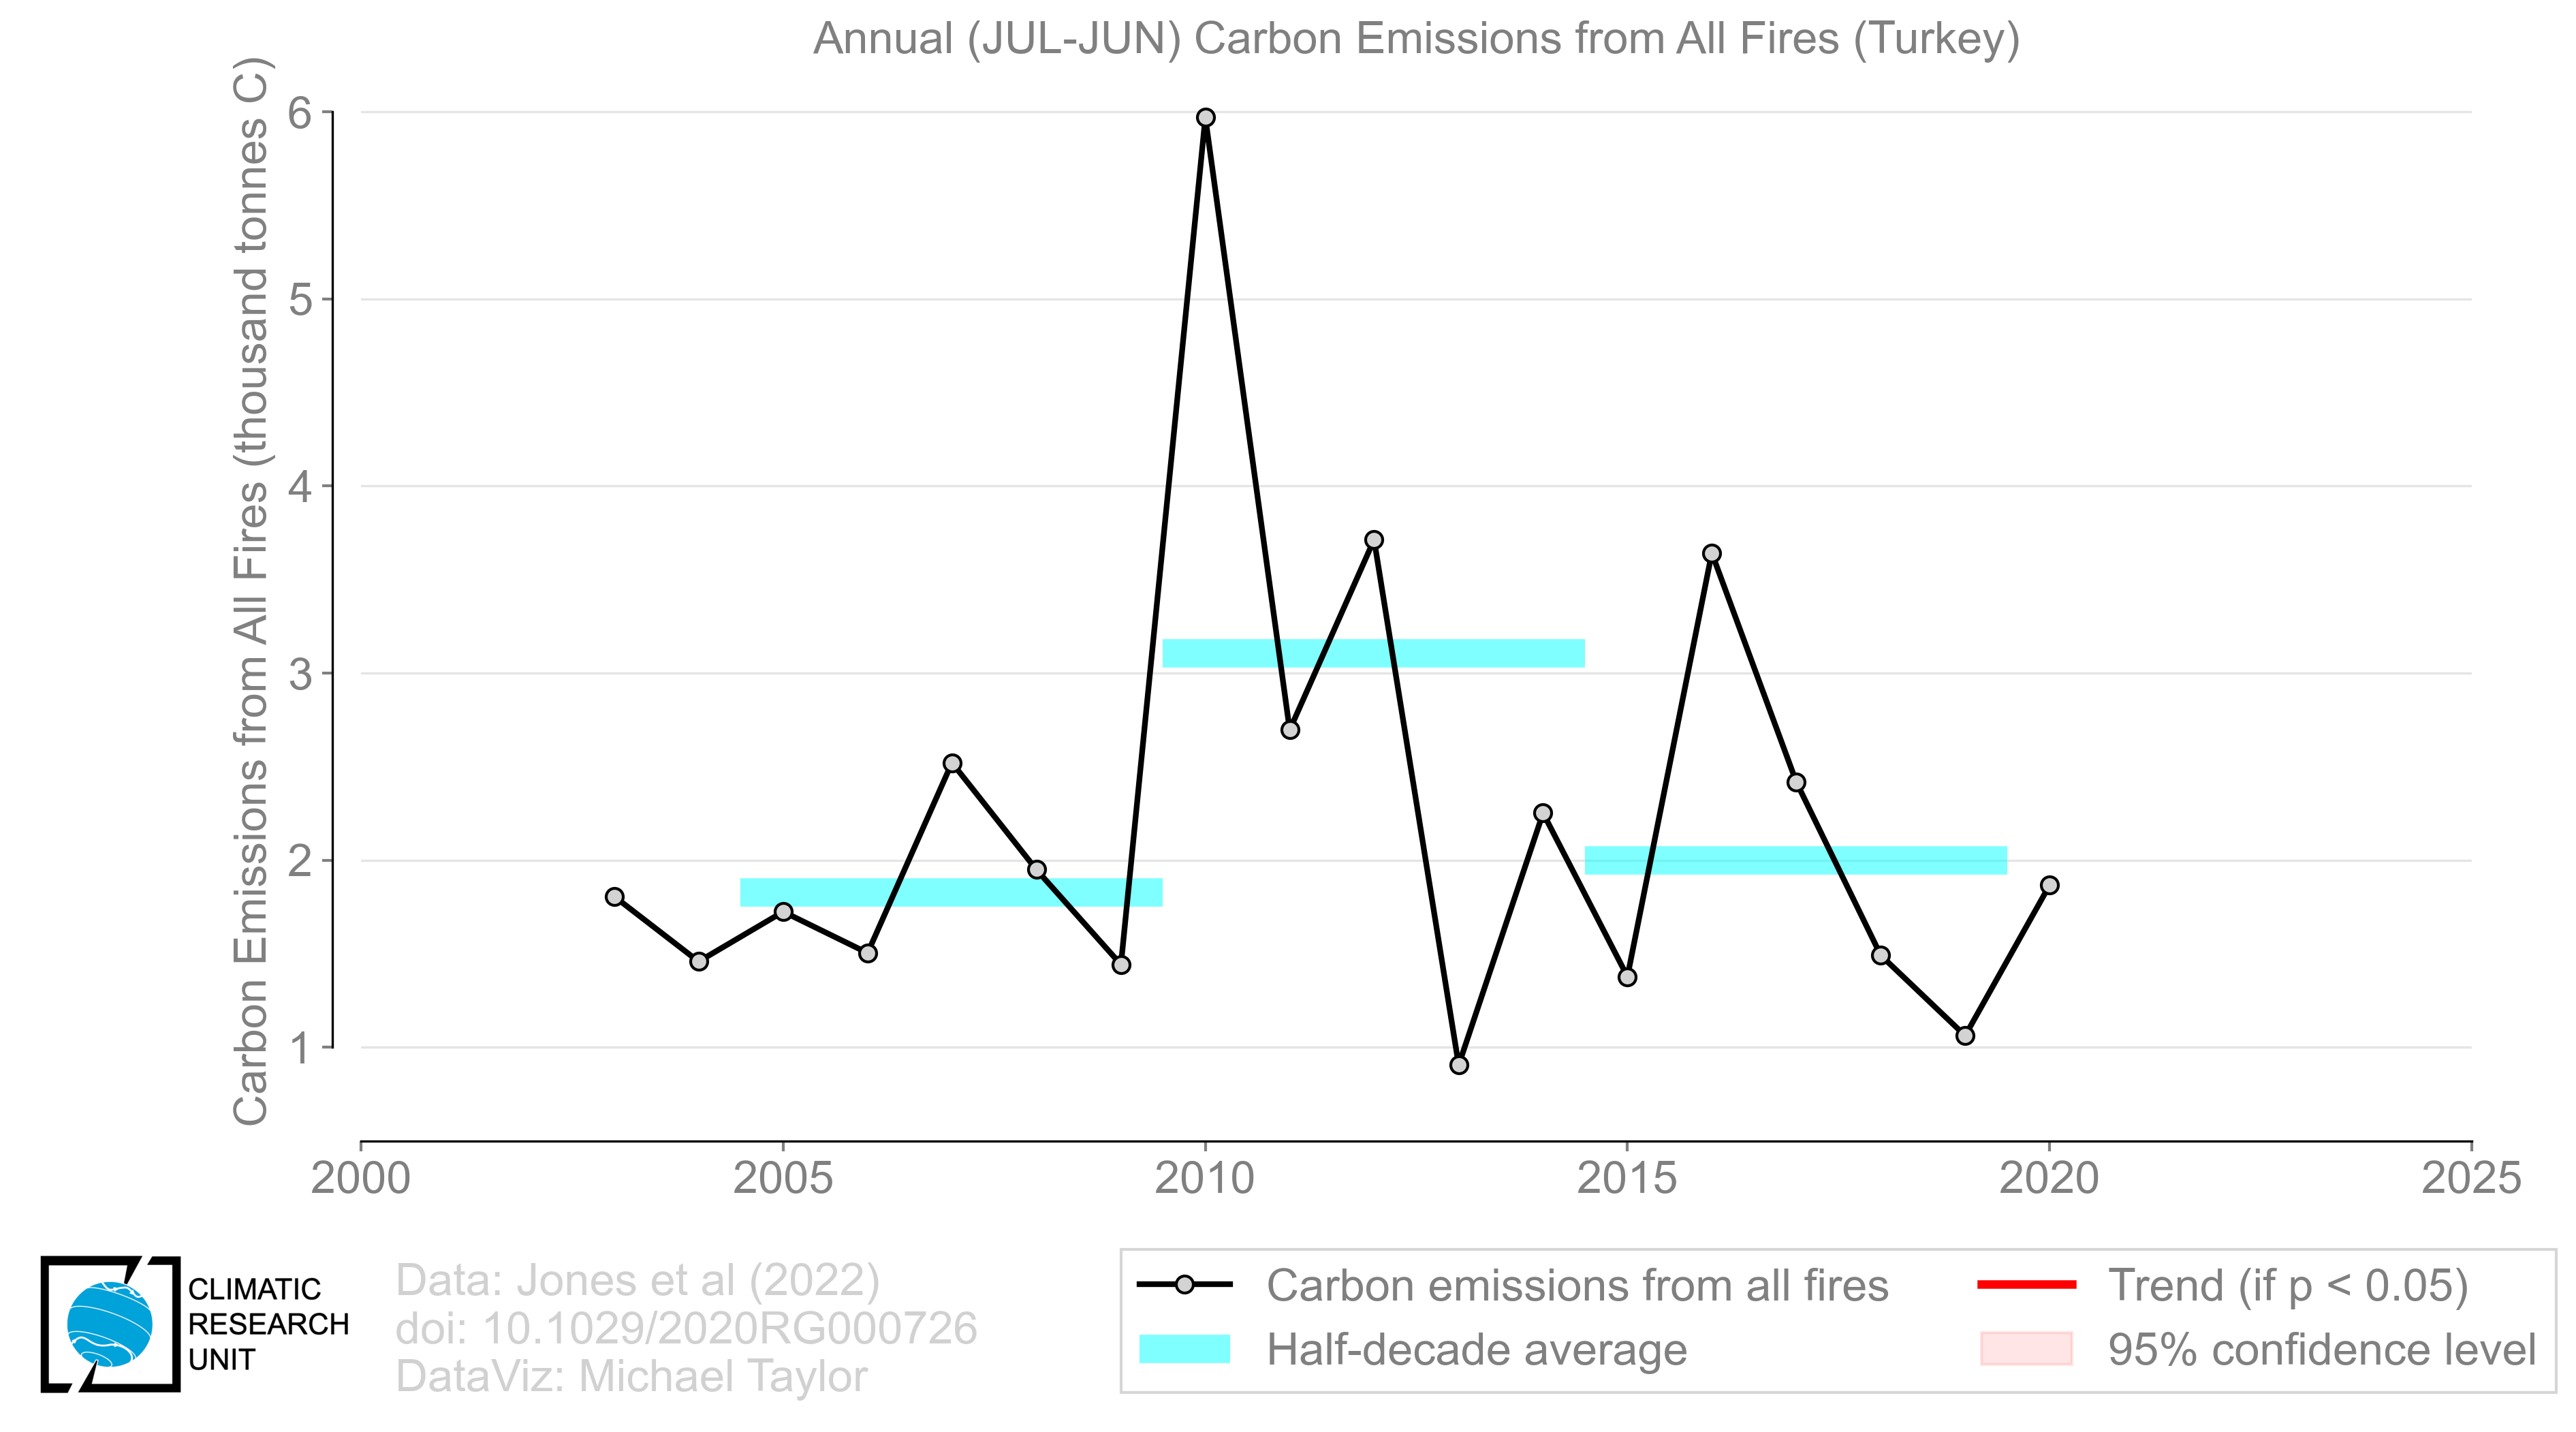 Annual (JUL-JUN) Carbon Emissions from All Fires (Turkey)
Carbon Emissions from All Fires (thousand tonnes C)
6
5
4
3
2
1
2000
2005
2010
2015
2020
2025
CLIMATIC
RESEARCH
UNIT
Data: Jones et al (2022)
doi: 10.1029/2020RG000726
DataViz: Michael Taylor
Carbon emissions from all fires
Half-decade average
Trend (if p < 0.05)
95% confidence level